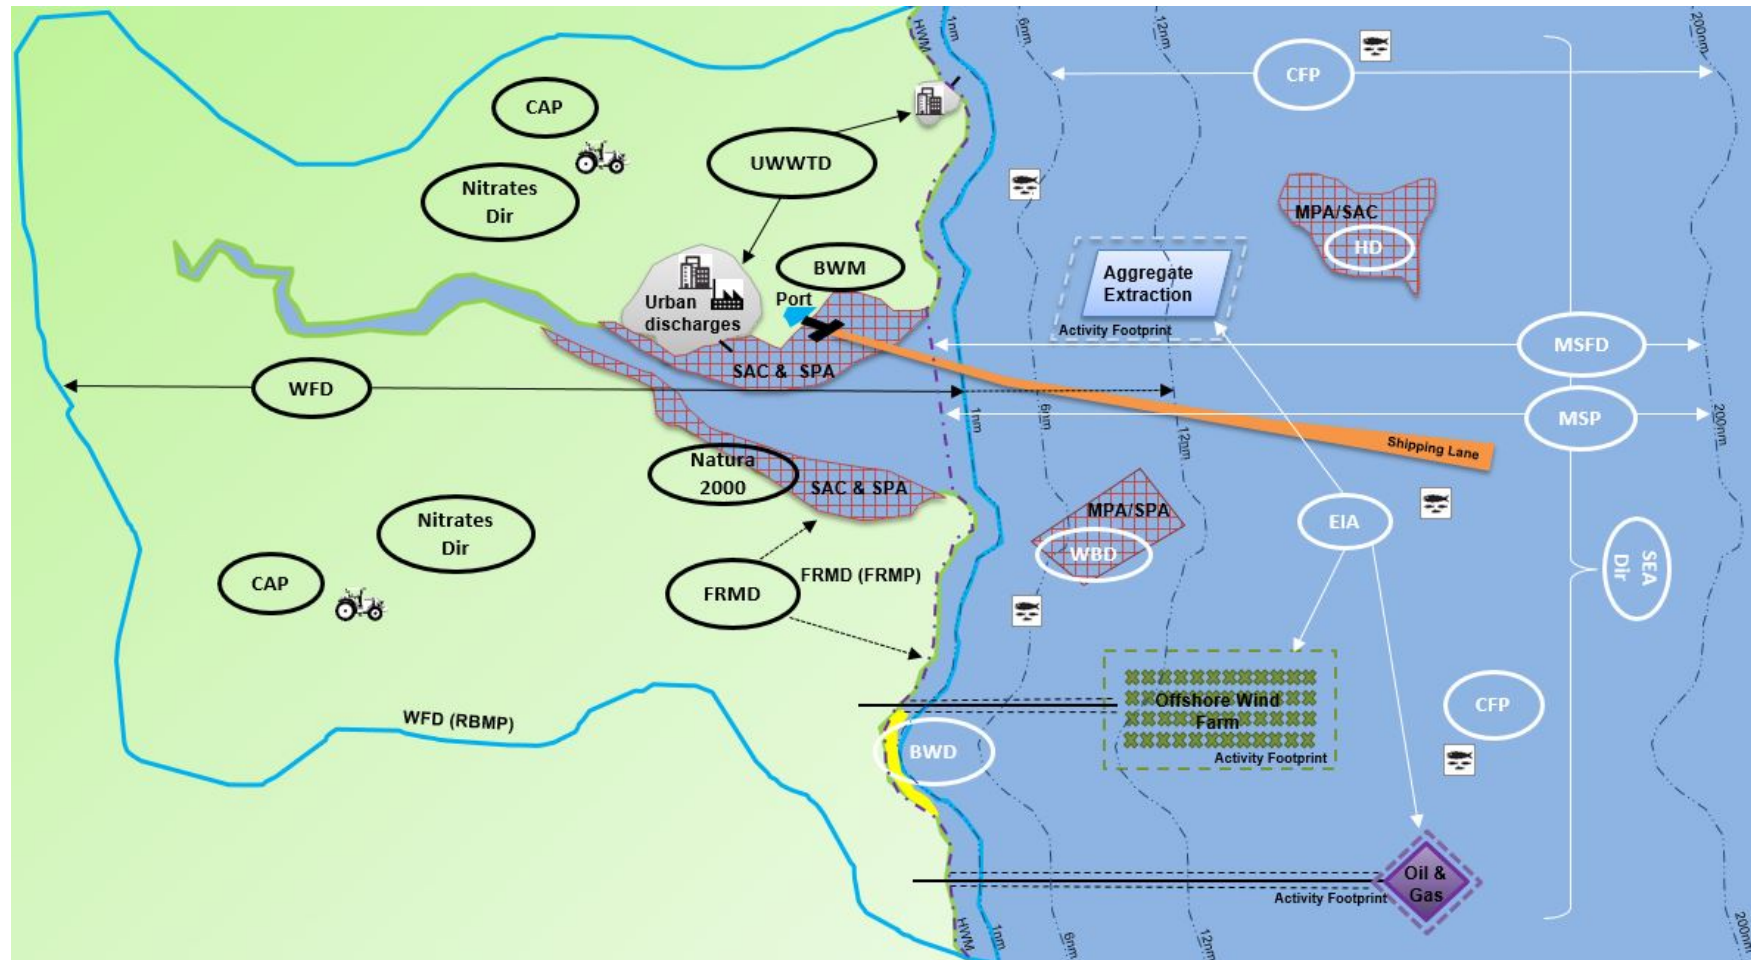 HWM
1nm
6nm
12nm
200nm
CFP
CAP
UWWTD
Nitrates
Dir
MPA/SAC
HD
BWM
Aggregate
Extraction
Activity Footprint
Port
Urban
discharges
MSFD
SAC & SPA
WFD
MSP
1nm
6nm
12nm
200nm
Shipping Lane
Natura
2000
SAC & SPA
MPA/SPA
EIA
WBD
Nitrates
Dir
CAP
FRMD (FRMP)
FRMD
SEA
Dir
Offshore Wind
Farm
Activity Footprint
CFP
WFD (RBMP)
BWD
Oil &
Gas
Activity Footprint
HWM
1nm
6nm
12nm
200nm